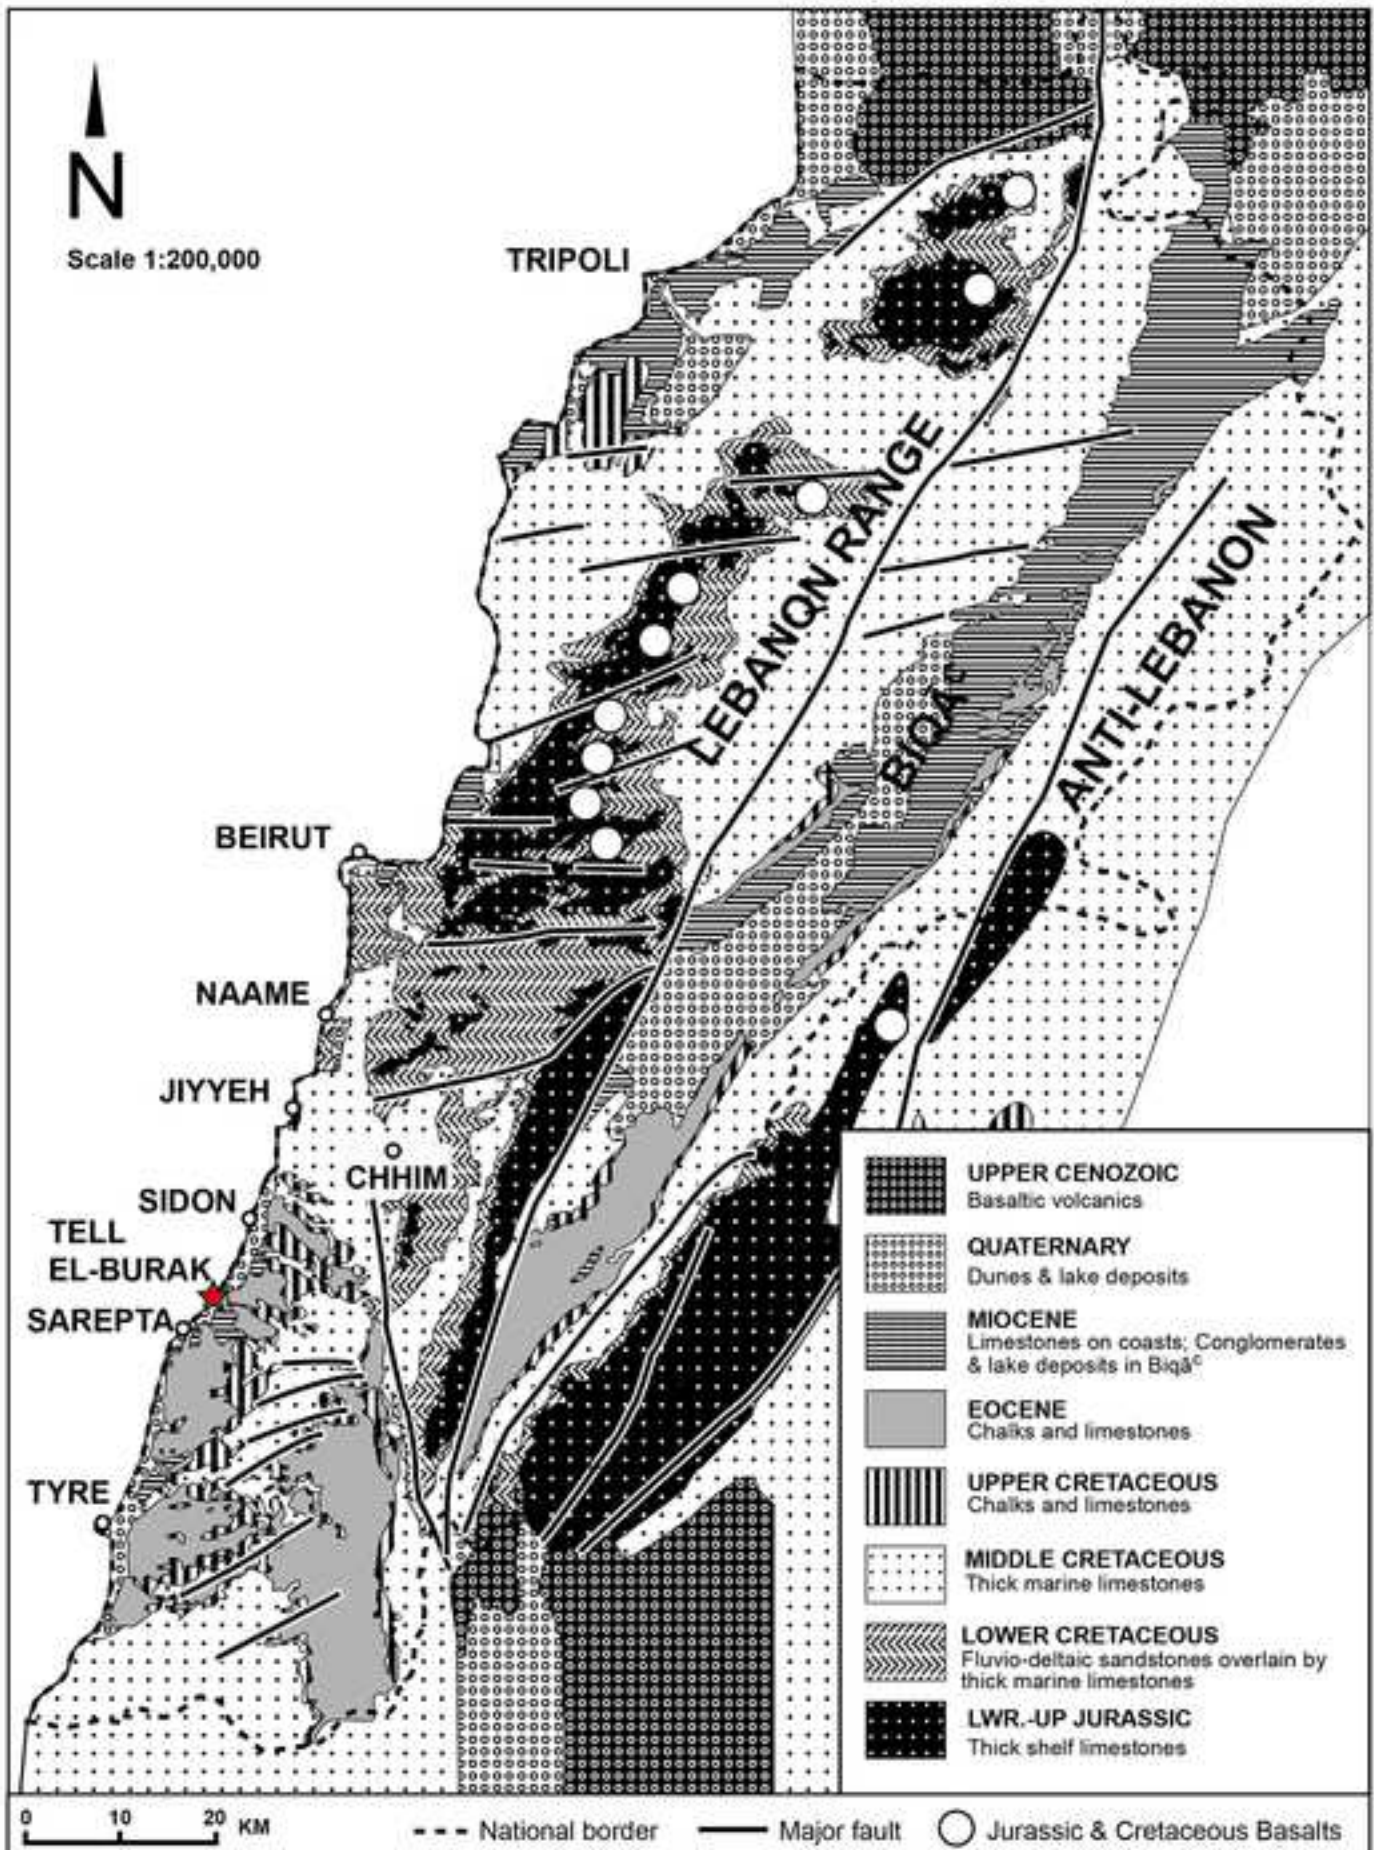 N
Scale 1:200,000
TRIPOLI
LEBANON RANGE
ANTI-LEBANON
BIQAᶜ
BEIRUT
NAAME
JIYYEH
CHHIM
SIDON
TELL
EL-BURAK
SAREPTA
TYRE
UPPER CENOZOIC
Basaltic volcanics
QUATERNARY
Dunes & lake deposits
MIOCENE
Limestones on coasts; Conglomerates
& lake deposits in Biqāᶜ
EOCENE
Chalks and limestones
UPPER CRETACEOUS
Chalks and limestones
MIDDLE CRETACEOUS
Thick marine limestones
LOWER CRETACEOUS
Fluvio-deltaic sandstones overlain by
thick marine limestones
LWR.-UP JURASSIC
Thick shelf limestones
0 10 20 KM
National border
Major fault
Jurassic & Cretaceous Basalts